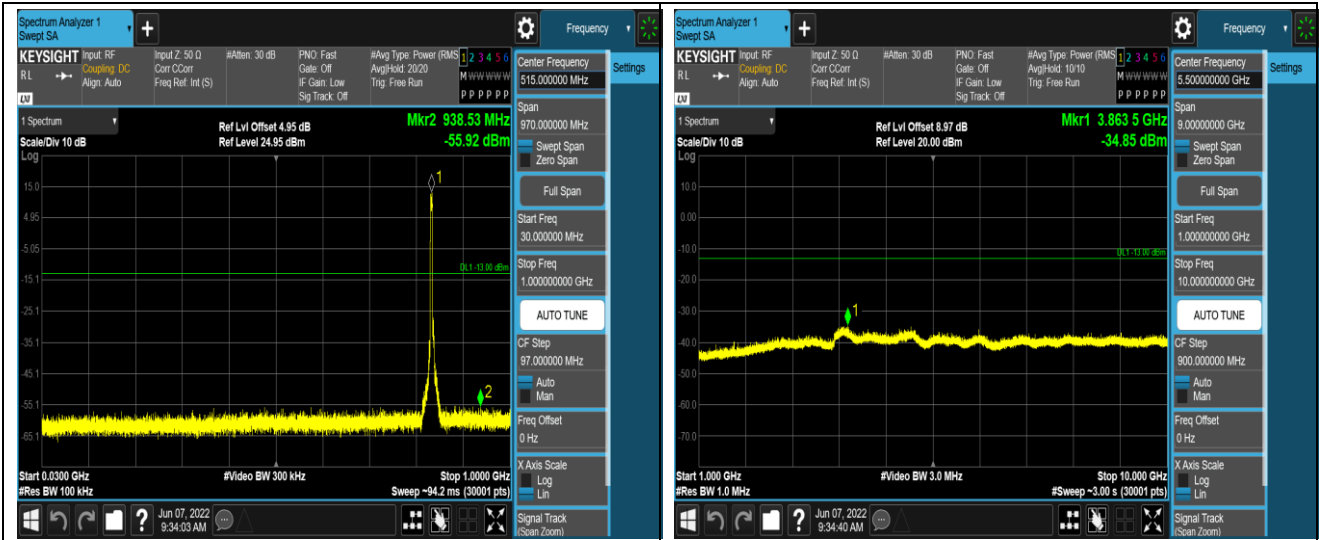 Spectrum Analyzer 1
Swept SA
+
Frequency
KEYSIGHT
RL
LXI
Input: RF
Coupling: DC
Align: Auto
Input Z: 50 Ω
Corr CCorr
Freq Ref: Int (S)
#Atten: 30 dB
PNO: Fast
Gate: Off
IF Gain: Low
Sig Track: Off
#Avg Type: Power (RMS
Avg|Hold: 20/20
Trig: Free Run
1 2 3 4 5 6
M W W W W W
P P P P P P
1 Spectrum
Scale/Div 10 dB
Ref Lvl Offset 4.95 dB
Ref Level 24.95 dBm
Mkr2 938.53 MHz
-55.92 dBm
Log
15.0
4.95
-5.05
-15.1
-25.1
-35.1
-45.1
-55.1
-65.1
1
DL1 -13.00 dBm
2
Start 0.0300 GHz
#Res BW 100 kHz
#Video BW 300 kHz
Stop 1.0000 GHz
Sweep ~94.2 ms (30001 pts)
Jun 07, 2022
9:34:03 AM
?
Center Frequency
515.000000 MHz
Span
970.000000 MHz
Swept Span
Zero Span
Full Span
Start Freq
30.000000 MHz
Stop Freq
1.000000000 GHz
AUTO TUNE
CF Step
97.000000 MHz
Auto
Man
Freq Offset
0 Hz
X Axis Scale
Log
Lin
Signal Track
(Span Zoom)
Settings
Spectrum Analyzer 1
Swept SA
+
Frequency
KEYSIGHT
RL
LXI
Input: RF
Coupling: DC
Align: Auto
Input Z: 50 Ω
Corr CCorr
Freq Ref: Int (S)
#Atten: 30 dB
PNO: Fast
Gate: Off
IF Gain: Low
Sig Track: Off
#Avg Type: Power (RMS
Avg|Hold: 10/10
Trig: Free Run
1 2 3 4 5 6
M W W W W W
P P P P P P
1 Spectrum
Scale/Div 10 dB
Ref Lvl Offset 8.97 dB
Ref Level 20.00 dBm
Mkr1 3.863 5 GHz
-34.85 dBm
Log
10.0
0.00
-10.0
-20.0
-30.0
-40.0
-50.0
-60.0
-70.0
DL1 -13.00 dBm
1
Start 1.000 GHz
#Res BW 1.0 MHz
#Video BW 3.0 MHz
Stop 10.000 GHz
#Sweep ~3.00 s (30001 pts)
Jun 07, 2022
9:34:40 AM
?
Center Frequency
5.500000000 GHz
Span
9.00000000 GHz
Swept Span
Zero Span
Full Span
Start Freq
1.000000000 GHz
Stop Freq
10.000000000 GHz
AUTO TUNE
CF Step
900.000000 MHz
Auto
Man
Freq Offset
0 Hz
X Axis Scale
Log
Lin
Signal Track
(Span Zoom)
Settings